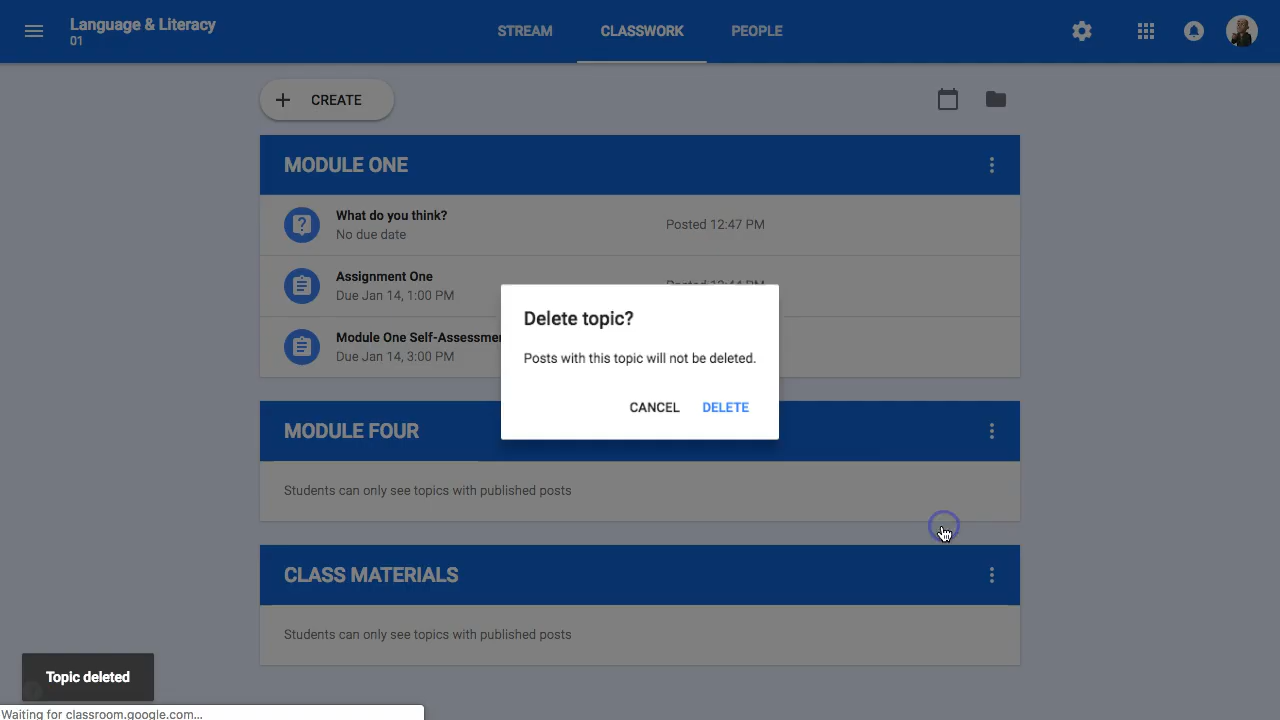 Language & Literacy
01
STREAM
CLASSWORK
PEOPLE
CREATE
MODULE ONE
What do you think?
No due date
Posted 12:47 PM
Assignment One
Due Jan 14, 1:00 PM
Posted 12:44 PM
Module One Self-Assessmen
Due Jan 14, 3:00 PM
Delete topic?
Posts with this topic will not be deleted.
CANCEL DELETE
MODULE FOUR
Students can only see topics with published posts
CLASS MATERIALS
Students can only see topics with published posts
Topic deleted
Waiting for classroom.google.com...